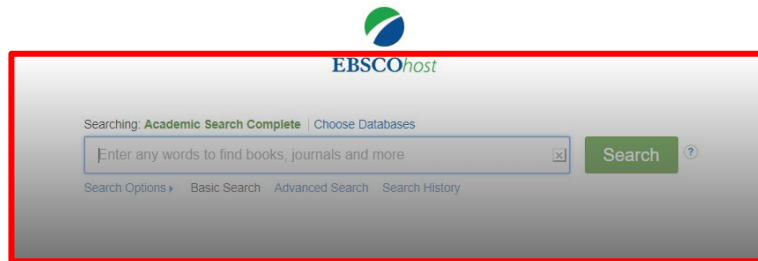 EBSCOhost
Searching: Academic Search Complete | Choose Databases
Enter any words to find books, journals and more
x
Search
?
Search Options Basic Search Advanced Search Search History